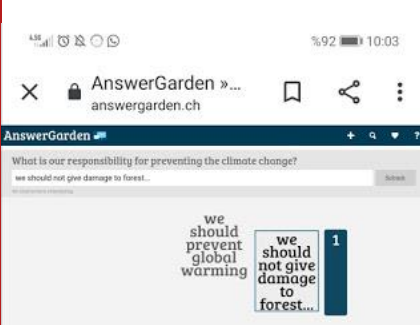 %92 10:03
AnswerGarden »...
answergarden.ch
AnswerGarden
What is our responsibility for preventing the climate change?
we should not give damage to forest...
Submit
we
should
prevent
global
warming
we
should
not give
damage
to
forest...
1